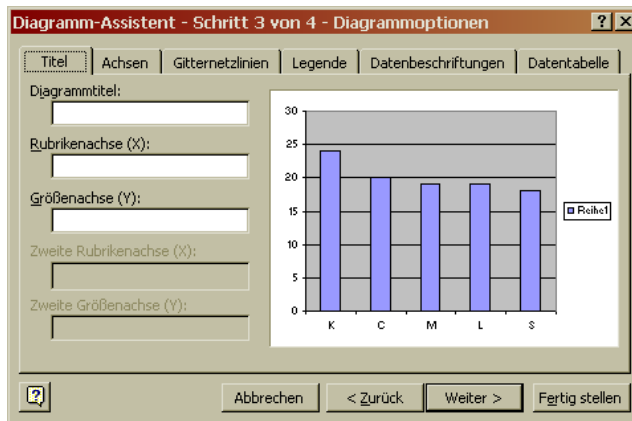 Diagramm-Assistent - Schritt 3 von 4 - Diagrammoptionen
Titel Achsen Gitternetzlinien Legende Datenbeschriftungen Datentabelle
Diagrammtitel:
Rubrikenachse (X):
Größenachse (Y):
Zweite Rubrikenachse (X):
Zweite Größenachse (Y):
30
25
20
15
10
5
0
K C M L S
Reihe1
Abbrechen < Zurück Weiter > Fertig stellen